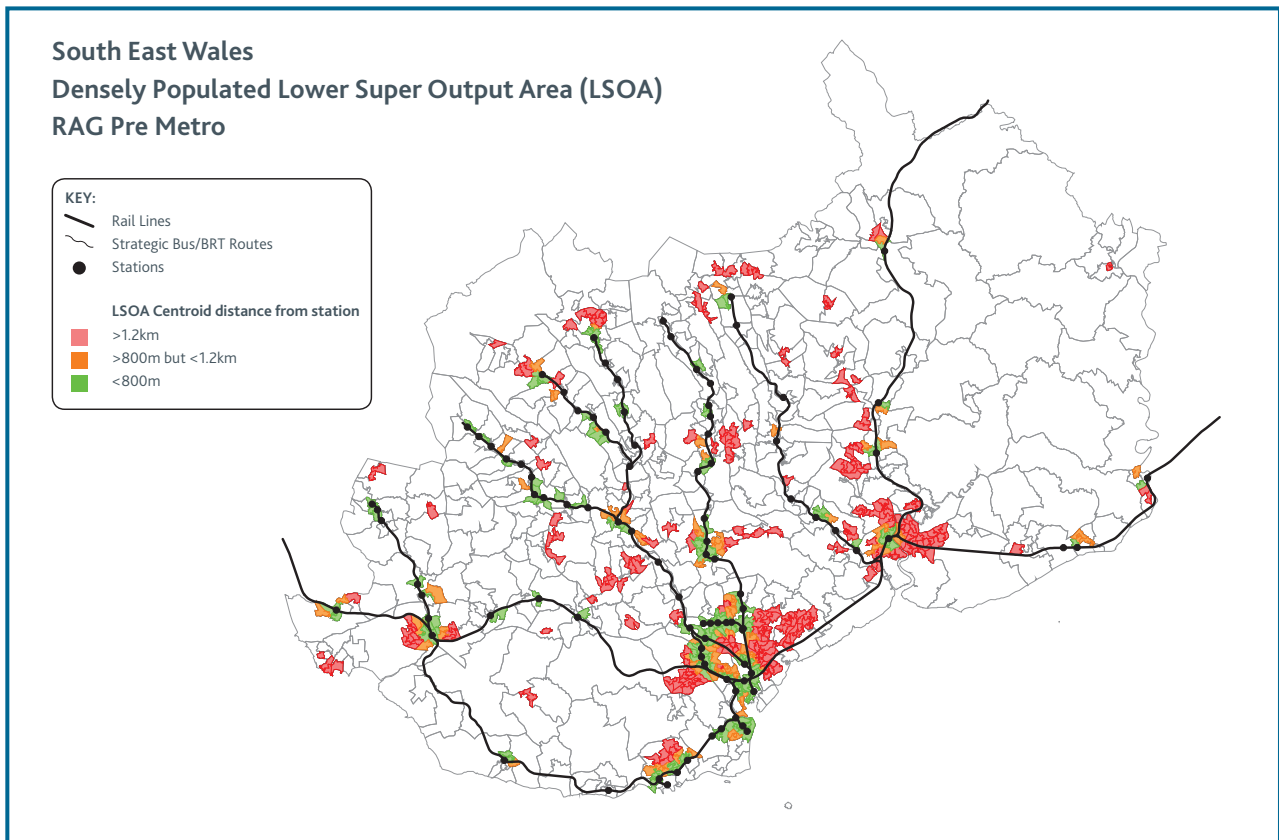 South East Wales
Densely Populated Lower Super Output Area (LSOA)
RAG Pre Metro
KEY:
Rail Lines
Strategic Bus/BRT Routes
Stations
LSOA Centroid distance from station
>1.2km
>800m but <1.2km
<800m